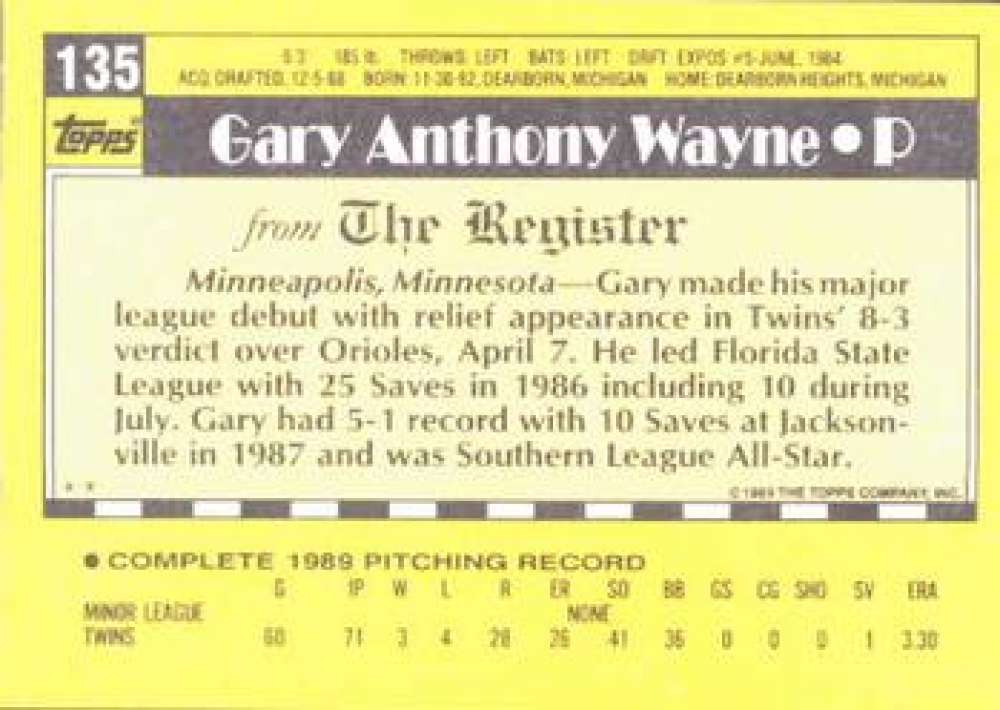 135
6'3" 185 lb. THROWS: LEFT BATS: LEFT DRFT: EXPOS #5-JUNE, 1984
ACQ: DRAFTED, 12-5-88 BORN: 11-30-62, DEARBORN, MICHIGAN HOME: DEARBORN HEIGHTS, MICHIGAN
TOPPS
Gary Anthony Wayne • P
from The Register
Minneapolis, Minnesota—Gary made his major
league debut with relief appearance in Twins' 8-3
verdict over Orioles, April 7. He led Florida State
League with 25 Saves in 1986 including 10 during
July. Gary had 5-1 record with 10 Saves at Jackson-
ville in 1987 and was Southern League All-Star.
* *
© 1989 THE TOPPS COMPANY, INC.
• COMPLETE 1989 PITCHING RECORD
G IP W L R ER SO BB GS CG SHO SV ERA
MINOR LEAGUE NONE
TWINS 60 71 3 4 28 26 41 36 0 0 0 1 3.30